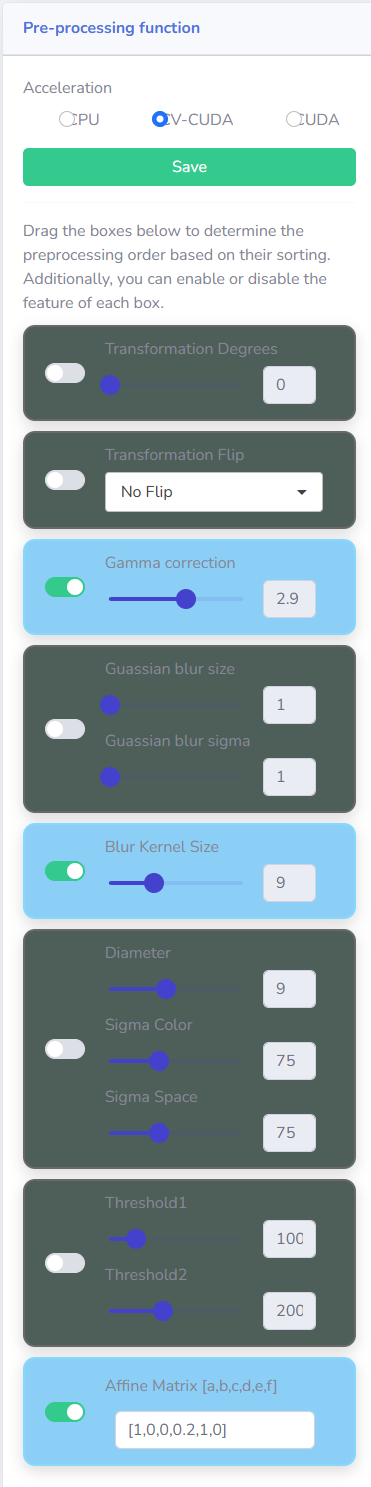 Pre-processing function
Acceleration
CPU CV-CUDA CUDA
Save
Drag the boxes below to determine the
preprocessing order based on their sorting.
Additionally, you can enable or disable the
feature of each box.
Transformation Degrees
0
Transformation Flip
No Flip
Gamma correction
2.9
Guassian blur size
1
Guassian blur sigma
1
Blur Kernel Size
9
Diameter
9
Sigma Color
75
Sigma Space
75
Threshold1
100
Threshold2
200
Affine Matrix [a,b,c,d,e,f]
[1,0,0,0.2,1,0]